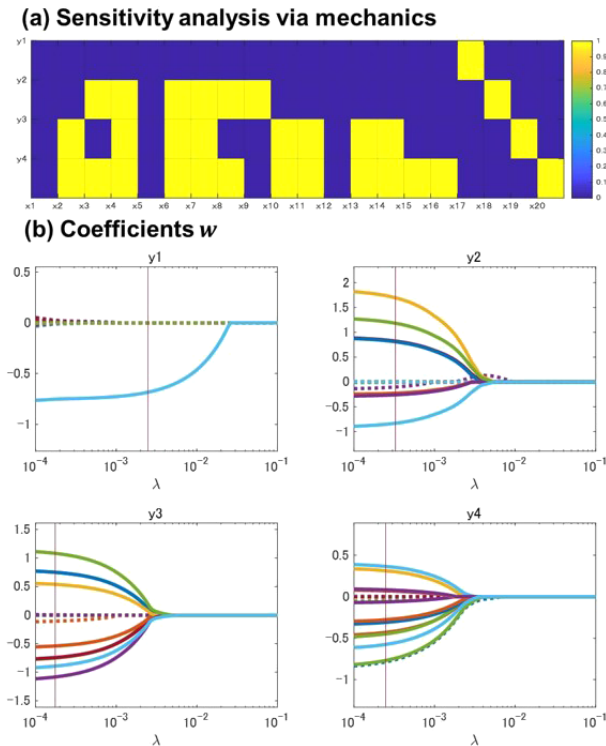 (a) Sensitivity analysis via mechanics
y1
y2
y3
y4
x1 x2 x3 x4 x5 x6 x7 x8 x9 x10 x11 x12 x13 x14 x15 x16 x17 x18 x19 x20
1
0.9
0.8
0.7
0.6
0.5
0.4
0.3
0.2
0.1
0
(b) Coefficients w
y1
0.5
0
-0.5
-1
10⁻⁴ 10⁻³ 10⁻² 10⁻¹
λ
y2
2
1.5
1
0.5
0
-0.5
-1
10⁻⁴ 10⁻³ 10⁻² 10⁻¹
λ
y3
1.5
1
0.5
0
-0.5
-1
-1.5
10⁻⁴ 10⁻³ 10⁻² 10⁻¹
λ
y4
0.5
0
-0.5
-1
10⁻⁴ 10⁻³ 10⁻² 10⁻¹
λ